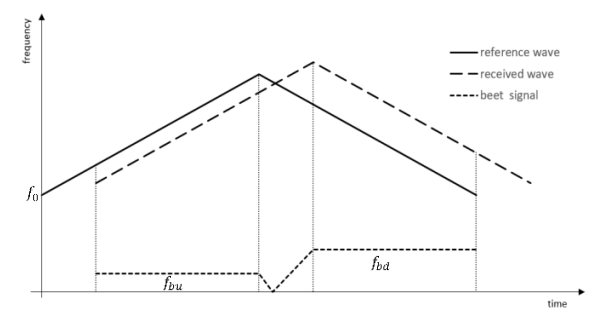 frequency
reference wave
received wave
beet signal
f0
fbu
fbd
time